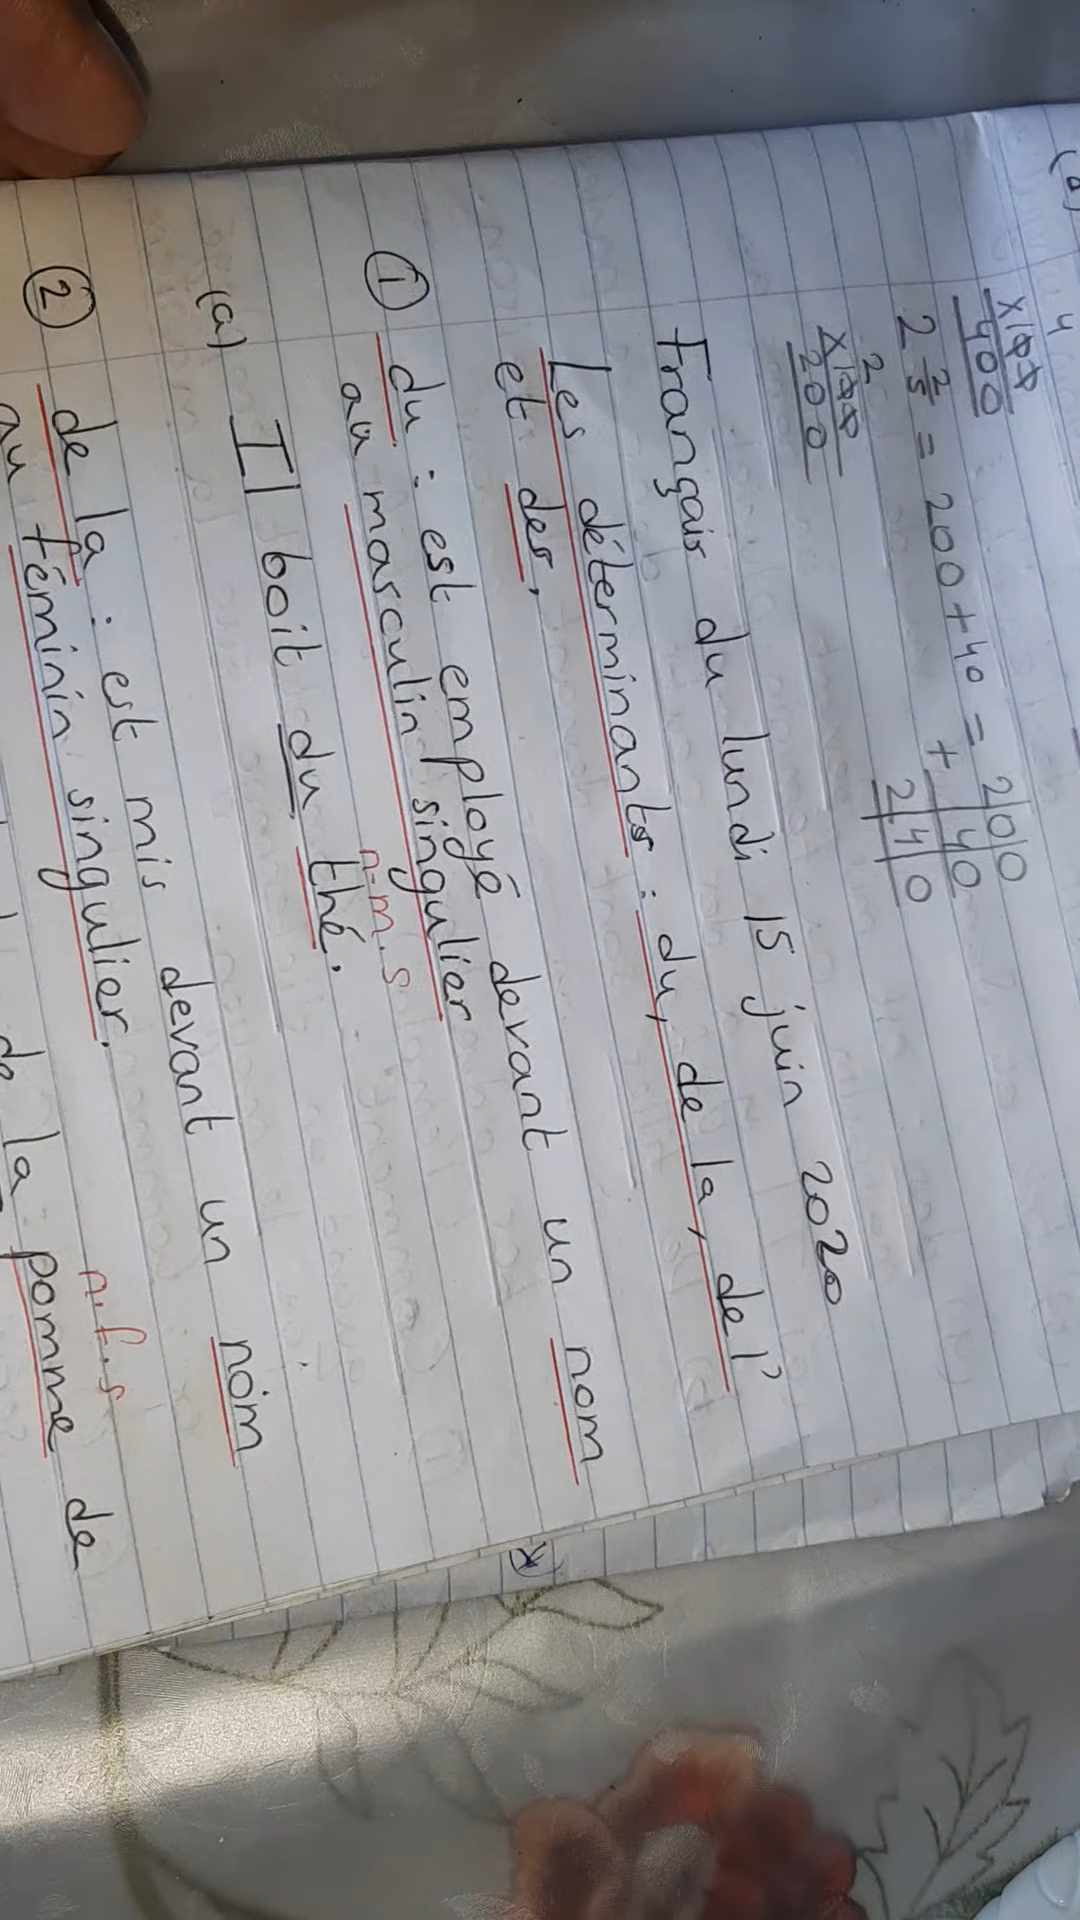 (a) 4
x100
400
2 2/5 = 200 + 40 = 200
+ 40
240
2
x100
200
Français du lundi 15 juin 2020
Les déterminants : du, de la, de l'
et des.
① du : est employé devant un nom
au masculin singulier
n.m.s
(a) Il boit du thé.
② de la : est mis devant un nom
au féminin singulier.
n.f.s
de la pomme de